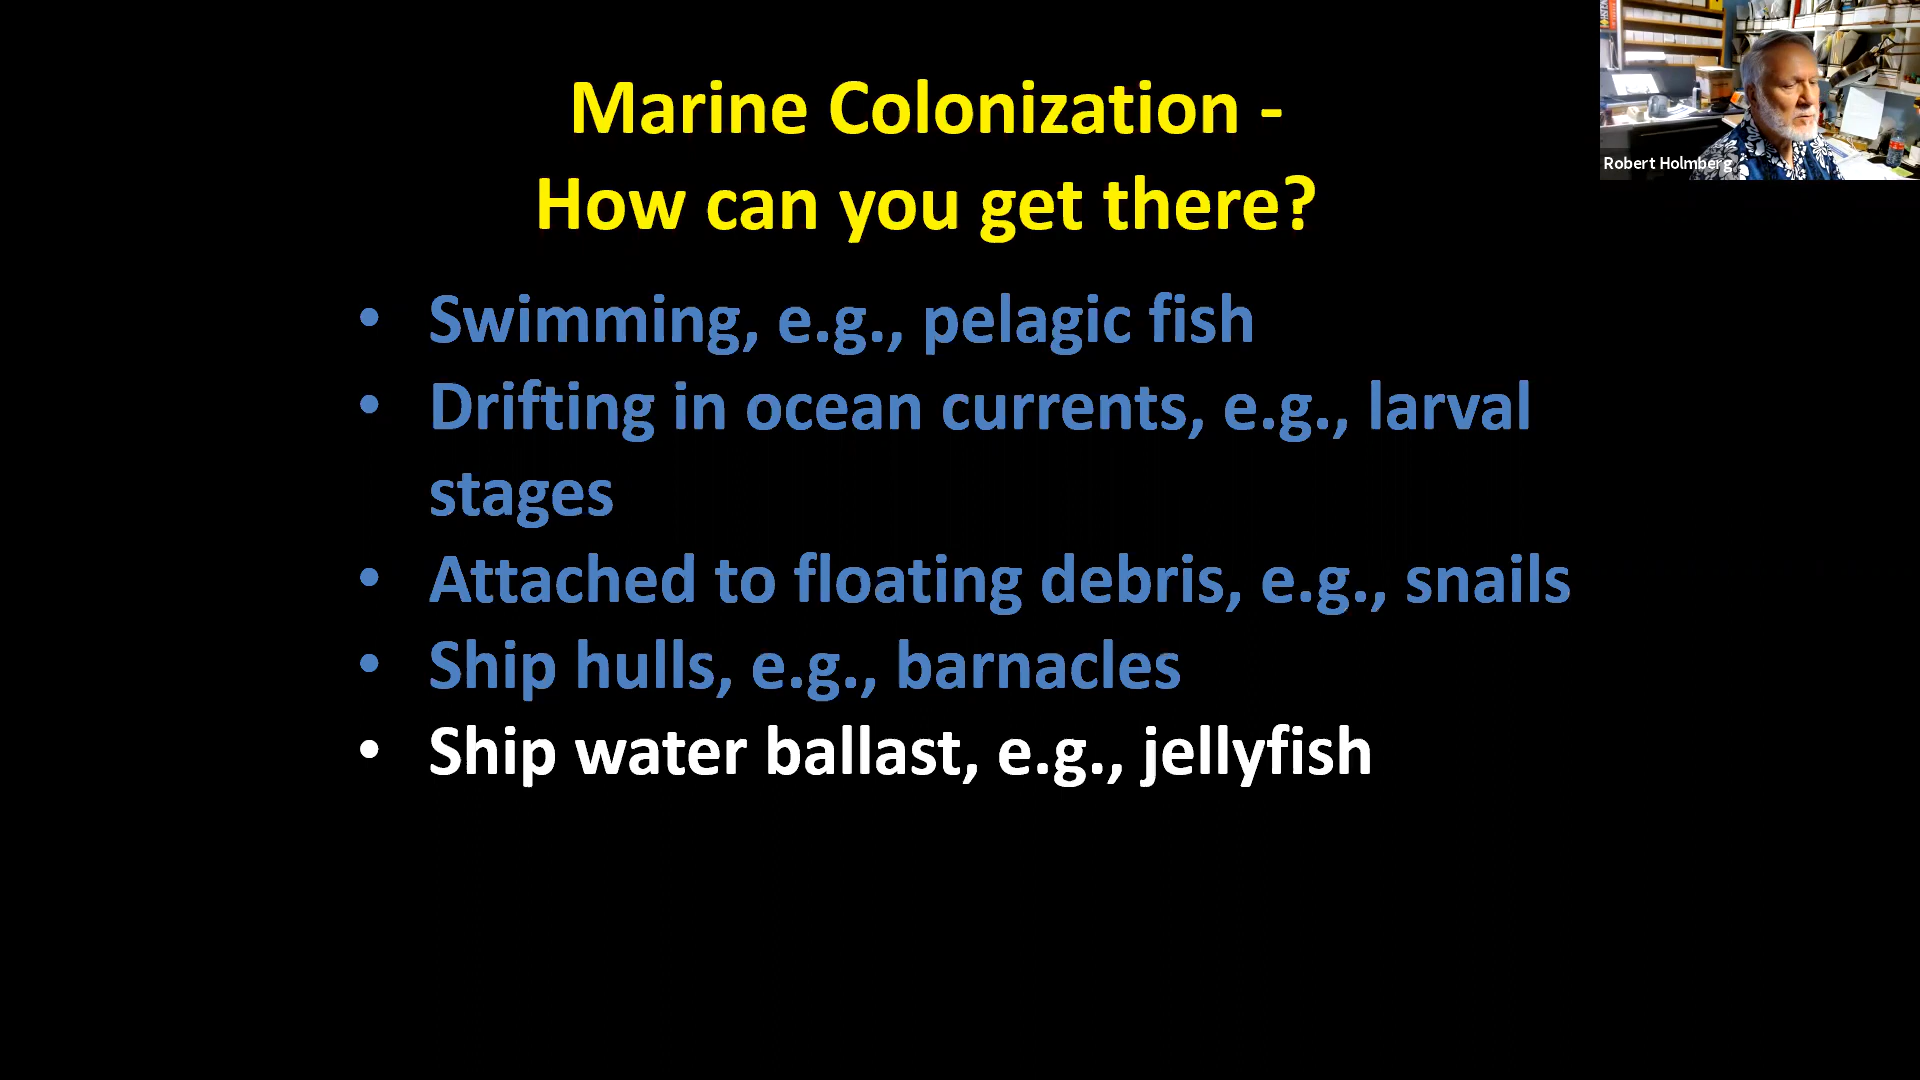 Marine Colonization -
How can you get there?
• Swimming, e.g., pelagic fish
• Drifting in ocean currents, e.g., larval
stages
• Attached to floating debris, e.g., snails
• Ship hulls, e.g., barnacles
• Ship water ballast, e.g., jellyfish
Robert Holmberg